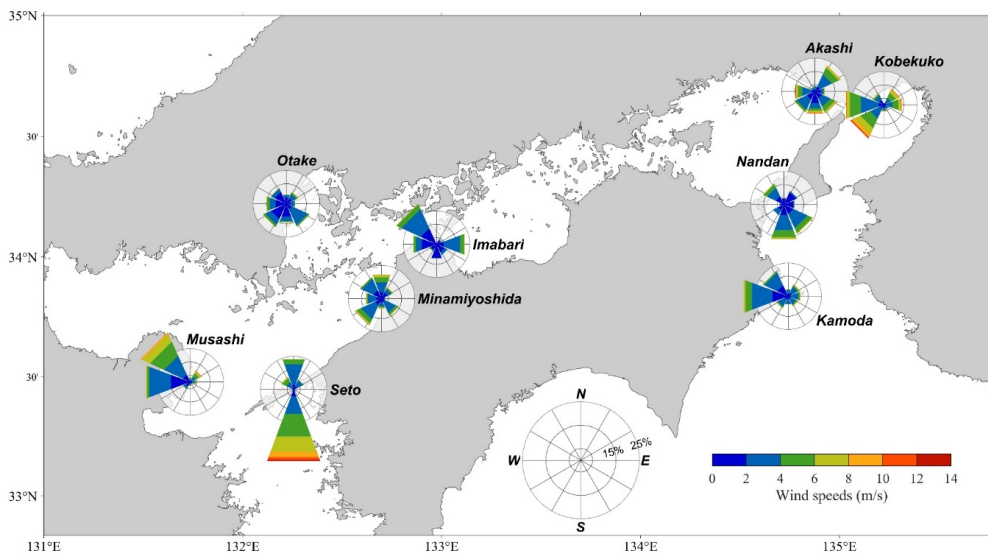 35°N
Akashi
Kobekuko
30'
Otake
Nandan
Imabari
34°N
Minamiyoshida
Kamoda
Musashi
30'
Seto
N
15% 25%
W E
S
0 2 4 6 8 10 12 14
Wind speeds (m/s)
33°N
131°E 132°E 133°E 134°E 135°E